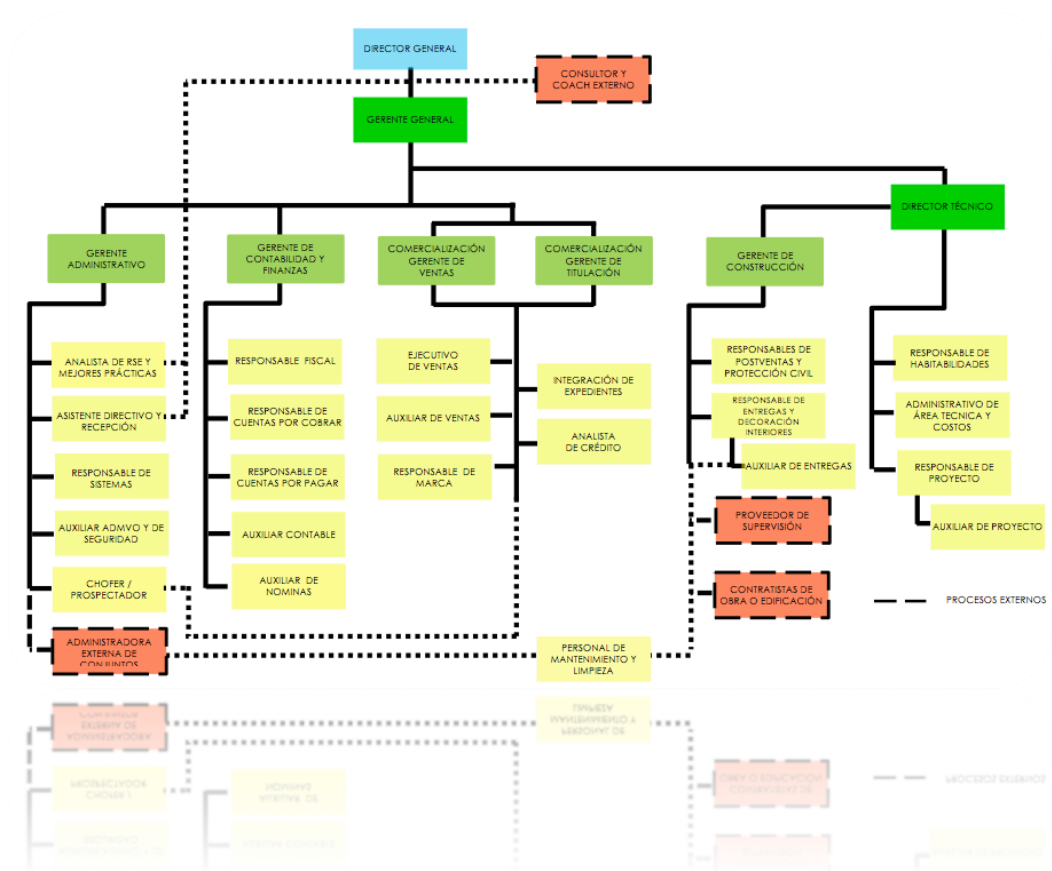 DIRECTOR GENERAL
CONSULTOR Y
COACH EXTERNO
GERENTE GENERAL
DIRECTOR TÉCNICO
GERENTE
ADMINISTRATIVO
GERENTE DE
CONTABILIDAD Y
FINANZAS
COMERCIALIZACIÓN
GERENTE DE
VENTAS
COMERCIALIZACIÓN
GERENTE DE
TITULACIÓN
GERENTE DE
CONSTRUCCIÓN
ANALISTA DE RSE Y
MEJORES PRÁCTICAS
ASISTENTE DIRECTIVO Y
RECEPCIÓN
RESPONSABLE DE
SISTEMAS
AUXILIAR ADMVO Y DE
SEGURIDAD
CHOFER /
PROSPECTADOR
ADMINISTRADORA
EXTERNA DE
CONJUNTOS
RESPONSABLE FISCAL
RESPONSABLE DE
CUENTAS POR COBRAR
RESPONSABLE DE
CUENTAS POR PAGAR
AUXILIAR CONTABLE
AUXILIAR DE
NOMINAS
EJECUTIVO
DE VENTAS
AUXILIAR DE VENTAS
RESPONSABLE DE
MARCA
INTEGRACIÓN DE
EXPEDIENTES
ANALISTA
DE CRÉDITO
PERSONAL DE
MANTENIMIENTO Y
LIMPIEZA
RESPONSABLES DE
POSTVENTAS Y
PROTECCIÓN CIVIL
RESPONSABLE DE
ENTREGAS Y
DECORACIÓN
INTERIORES
AUXILIAR DE ENTREGAS
PROVEEDOR DE
SUPERVISIÓN
CONTRATISTAS DE
OBRA O EDIFICACIÓN
RESPONSABLE DE
HABITABILIDADES
ADMINISTRATIVO DE
ÁREA TECNICA Y
COSTOS
RESPONSABLE DE
PROYECTO
AUXILIAR DE PROYECTO
PROCESOS EXTERNOS